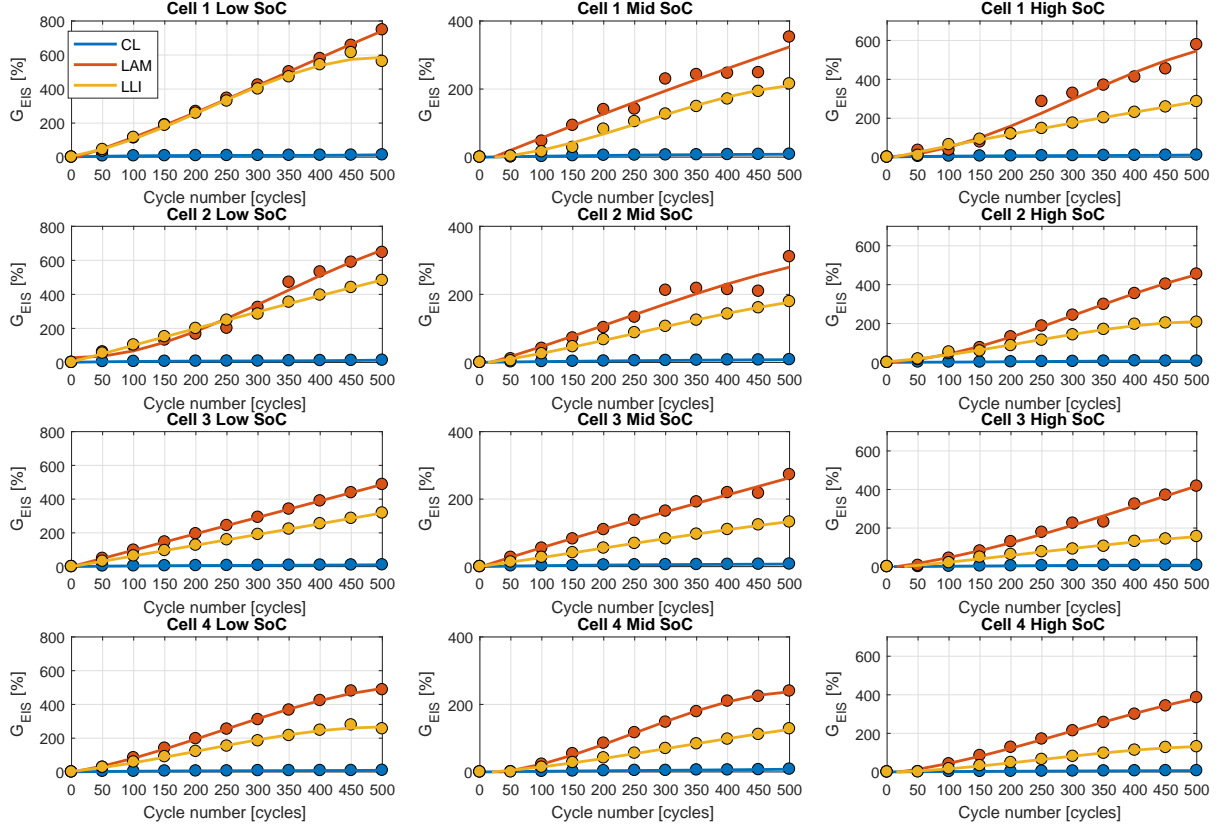 Cell 1 Low SoC
800
600
400
200
0
G_EIS [%]
CL
LAM
LLI
0 50 100 150 200 250 300 350 400 450 500
Cycle number [cycles]
Cell 1 Mid SoC
400
200
0
G_EIS [%]
0 50 100 150 200 250 300 350 400 450 500
Cycle number [cycles]
Cell 1 High SoC
600
400
200
0
G_EIS [%]
0 50 100 150 200 250 300 350 400 450 500
Cycle number [cycles]
Cell 2 Low SoC
800
600
400
200
0
G_EIS [%]
0 50 100 150 200 250 300 350 400 450 500
Cycle number [cycles]
Cell 2 Mid SoC
400
200
0
G_EIS [%]
0 50 100 150 200 250 300 350 400 450 500
Cycle number [cycles]
Cell 2 High SoC
600
400
200
0
G_EIS [%]
0 50 100 150 200 250 300 350 400 450 500
Cycle number [cycles]
Cell 3 Low SoC
800
600
400
200
0
G_EIS [%]
0 50 100 150 200 250 300 350 400 450 500
Cycle number [cycles]
Cell 3 Mid SoC
400
200
0
G_EIS [%]
0 50 100 150 200 250 300 350 400 450 500
Cycle number [cycles]
Cell 3 High SoC
600
400
200
0
G_EIS [%]
0 50 100 150 200 250 300 350 400 450 500
Cycle number [cycles]
Cell 4 Low SoC
800
600
400
200
0
G_EIS [%]
0 50 100 150 200 250 300 350 400 450 500
Cycle number [cycles]
Cell 4 Mid SoC
400
200
0
G_EIS [%]
0 50 100 150 200 250 300 350 400 450 500
Cycle number [cycles]
Cell 4 High SoC
600
400
200
0
G_EIS [%]
0 50 100 150 200 250 300 350 400 450 500
Cycle number [cycles]